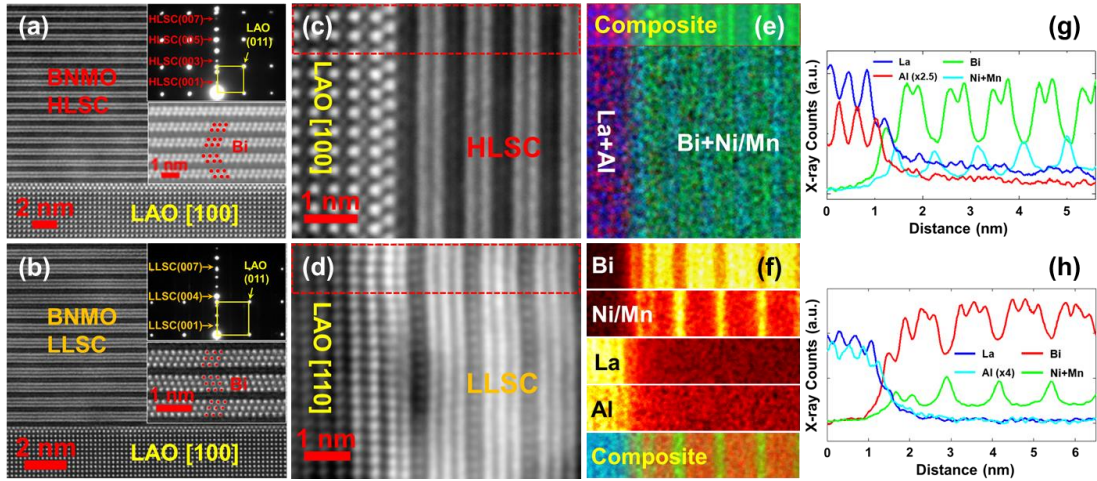 (a)
BNMO
HLSC
HLSC(007)
HLSC(005)
HLSC(003)
HLSC(001)
LAO
(011)
Bi
1 nm
2 nm
LAO [100]
(b)
BNMO
LLSC
LLSC(007)
LLSC(004)
LLSC(001)
LAO
(011)
Bi
1 nm
2 nm
LAO [100]
(c)
LAO [100]
HLSC
1 nm
(d)
LAO [110]
LLSC
1 nm
Composite
(e)
La+Al
Bi+Ni/Mn
Bi
(f)
Ni/Mn
La
Al
Composite
(g)
La
Bi
Al (x2.5)
Ni+Mn
X-ray Counts (a.u.)
0 1 2 3 4 5
Distance (nm)
(h)
La
Bi
Al (x4)
Ni+Mn
X-ray Counts (a.u.)
0 1 2 3 4 5 6
Distance (nm)